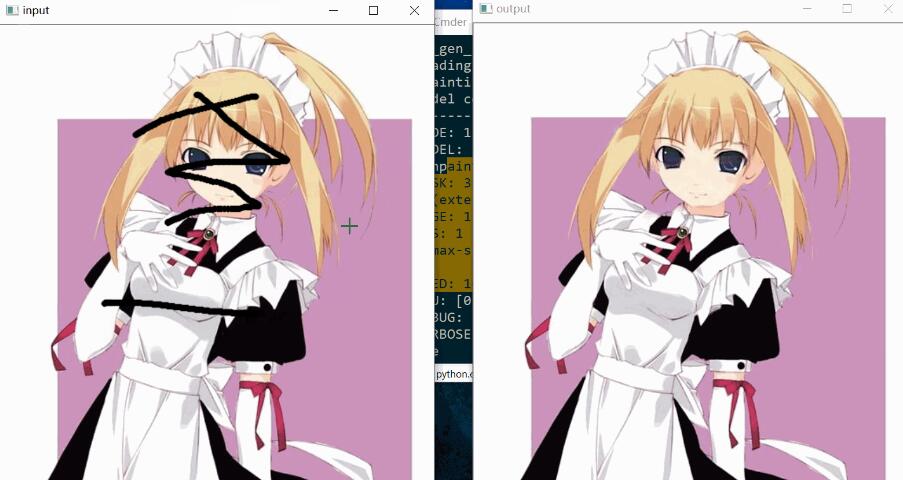 input
output
Cmder
_gen_
ading
ainti
del c
-----
DE: 1
DEL:
npain
SK: 3
(exte
GE: 1
S: 1
max-s
ED: 1
U: [0
BUG:
RBOSE
e
python.e